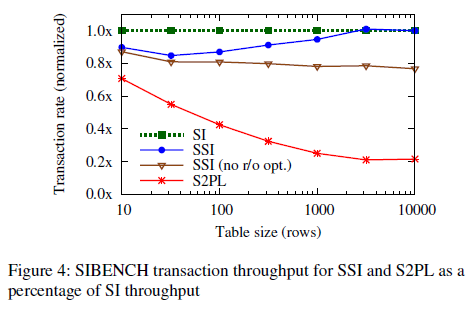 Transaction rate (normalized)
1.0x
0.8x
0.6x
0.4x
0.2x
0.0x
SI
SSI
SSI (no r/o opt.)
S2PL
10 100 1000 10000
Table size (rows)
Figure 4: SIBENCH transaction throughput for SSI and S2PL as a
percentage of SI throughput